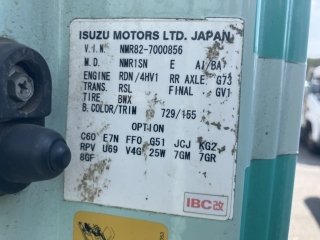 ISUZU MOTORS LTD. JAPAN
V.I.N. NMR82-7000856
M.D. NMR1SN E AI/BA
ENGINE RDN/4HV1 RR AXLE. G73
TRANS. RSL FINAL GV1
TIRE. BWX
B.COLOR/TRIM 729/155
OPTION
C60 E7N FFO G51 JCJ KG2
RPV U69 V4G 25W 7GM 7GR
8GF
IBC改